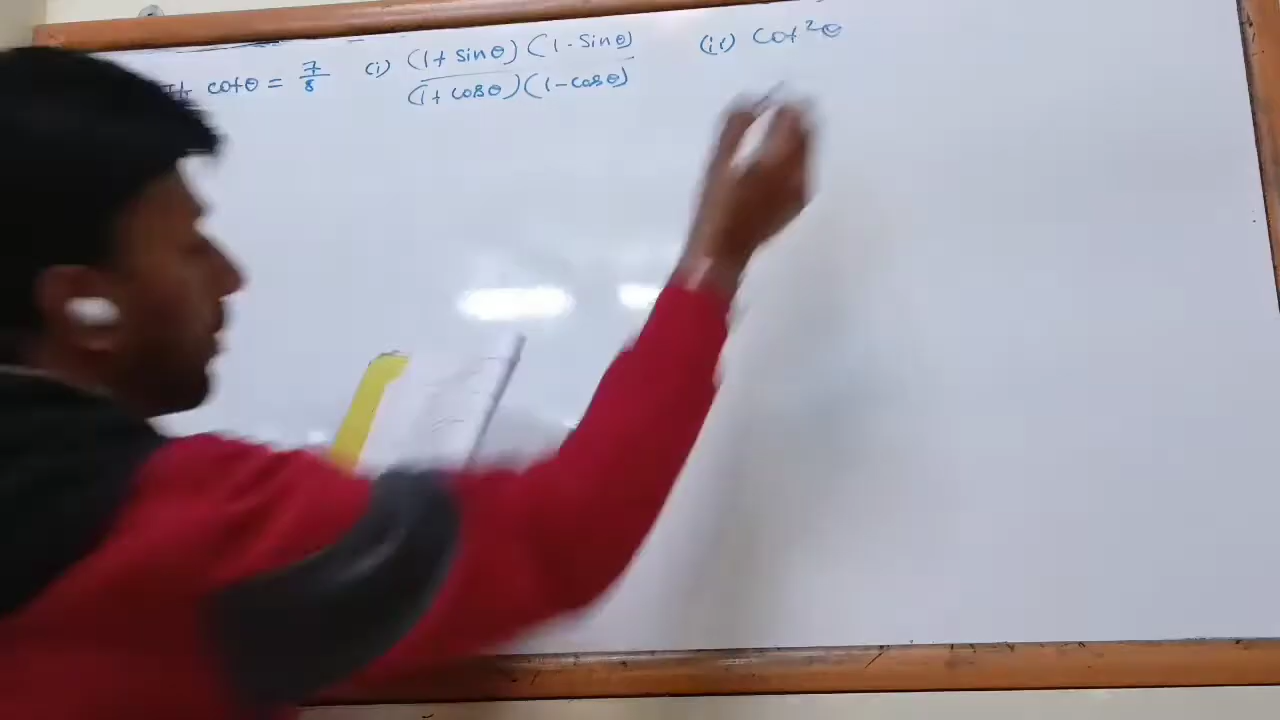 cotθ = 7/8 (i) (1+ sinθ) (1 - sinθ) / (1+ cosθ) (1 - cosθ) (ii) cot²θ